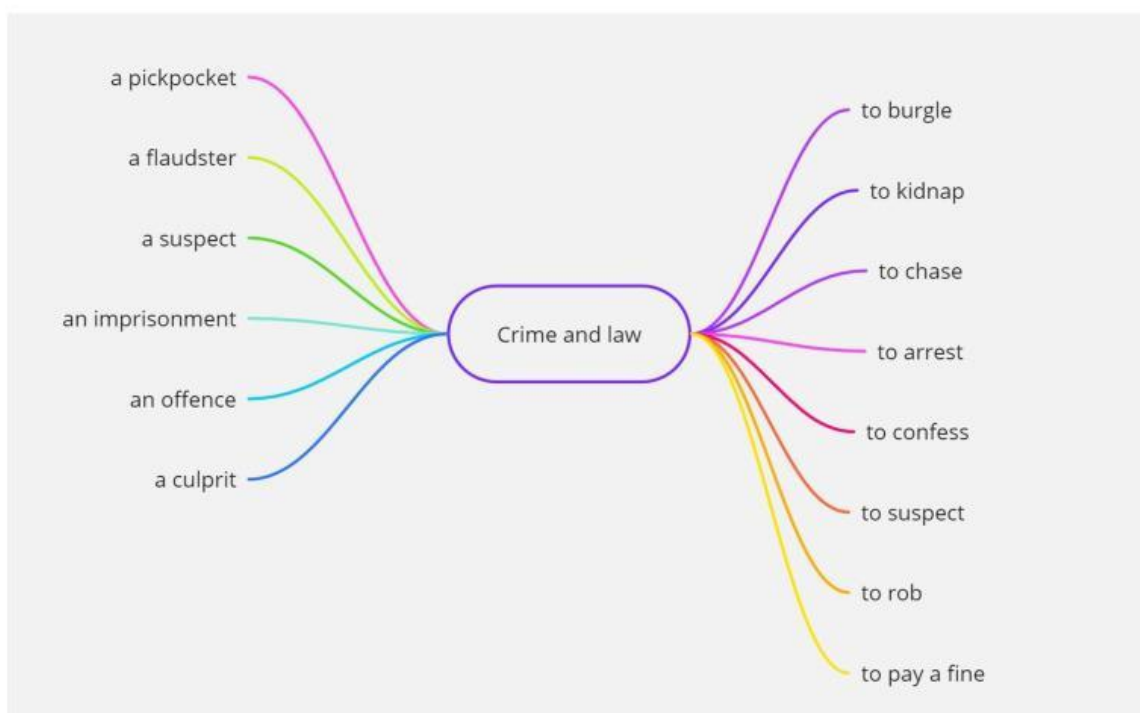 a pickpocket
a flaudster
a suspect
an imprisonment
an offence
a culprit
Crime and law
to burgle
to kidnap
to chase
to arrest
to confess
to suspect
to rob
to pay a fine